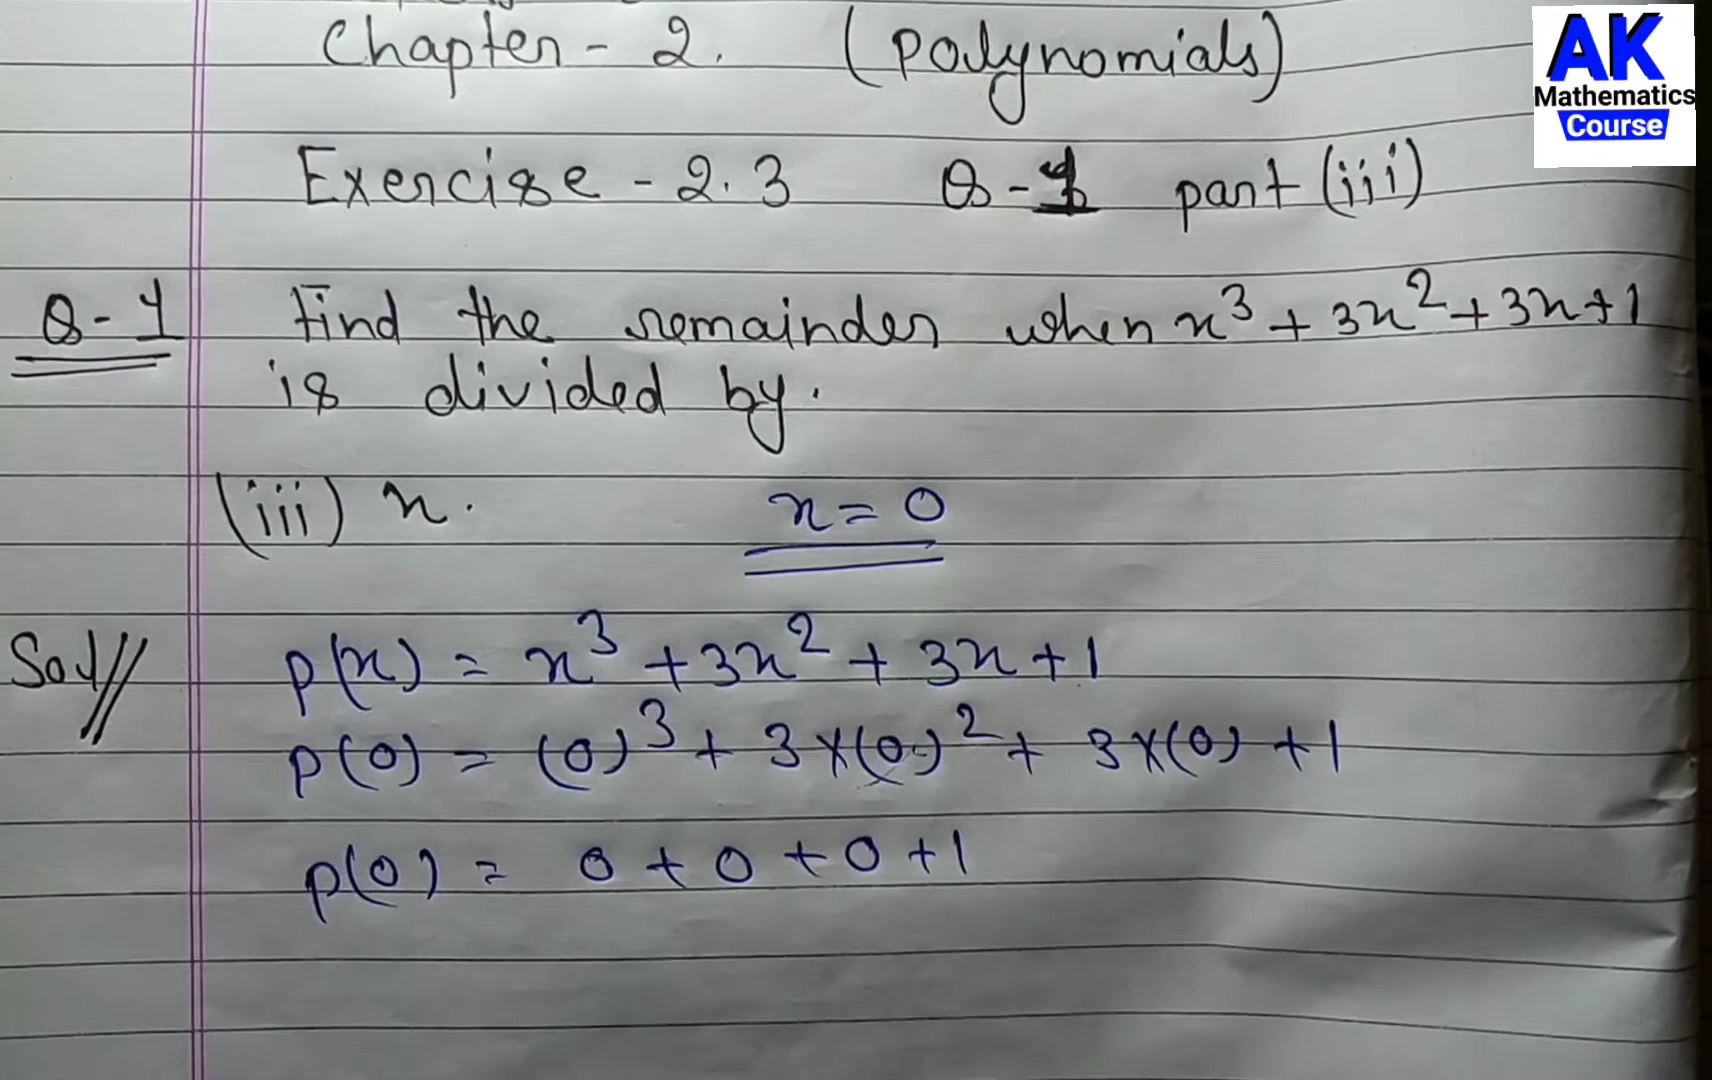 Chapter - 2. (Polynomials)
AK
Mathematics
Course
Exercise - 2.3 Q-1 part (iii)
Q-1 Find the remainder when x³ + 3x² + 3x + 1
is divided by.
(iii) x. x = 0
Sol// p(x) = x³ + 3x² + 3x + 1
p(0) = (0)³ + 3×(0)² + 3×(0) + 1
p(0) = 0 + 0 + 0 + 1